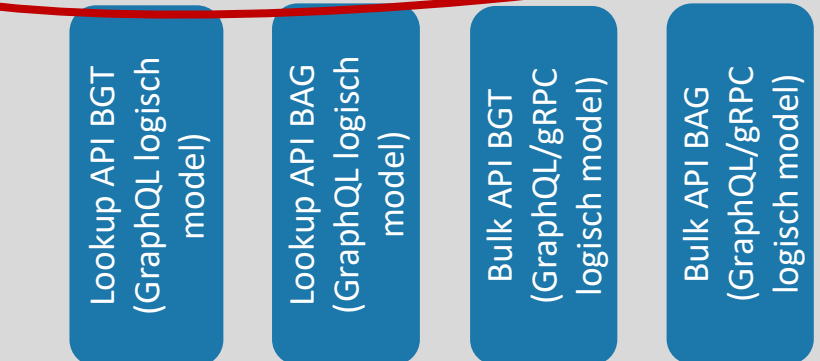 Lookup API BGT
(GraphQL logisch
model)
Lookup API BAG
(GraphQL logisch
model)
Bulk API BGT
(GraphQL/gRPC
logisch model)
Bulk API BAG
(GraphQL/gRPC
logisch model)